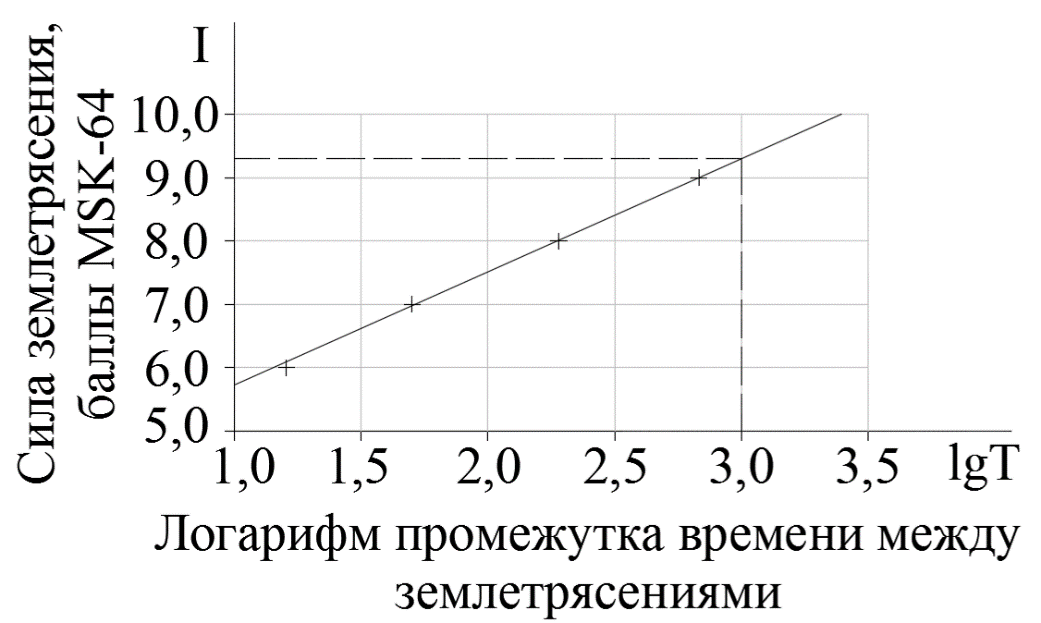 Сила землетрясения,
баллы MSK-64
I
10,0
9,0
8,0
7,0
6,0
5,0
1,0 1,5 2,0 2,5 3,0 3,5 lgT
Логарифм промежутка времени между
землетрясениями